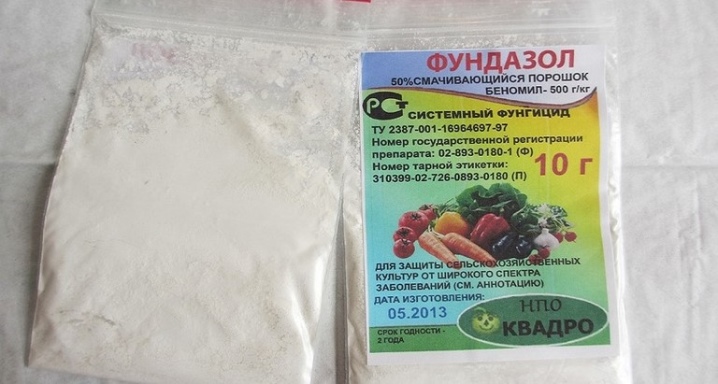 ФУНДАЗОЛ
50%СМАЧИВАЮЩИЙСЯ ПОРОШОК
БЕНОМИЛ- 500 г/кг
РСТ
СИСТЕМНЫЙ ФУНГИЦИД
ТУ 2387-001-16964697-97
Номер государственной регистрации
препарата: 02-893-0180-1 (Ф)
Номер тарной этикетки:
310399-02-726-0893-0180 (П)
10 г
ДЛЯ ЗАЩИТЫ СЕЛЬСКОХОЗЯЙСТВЕННЫХ
КУЛЬТУР ОТ ШИРОКОГО СПЕКТРА
ЗАБОЛЕВАНИЙ (СМ. АННОТАЦИЮ)
ДАТА ИЗГОТОВЛЕНИЯ:
05.2013
НПО
КВАДРО
СРОК ГОДНОСТИ -
2 ГОДА